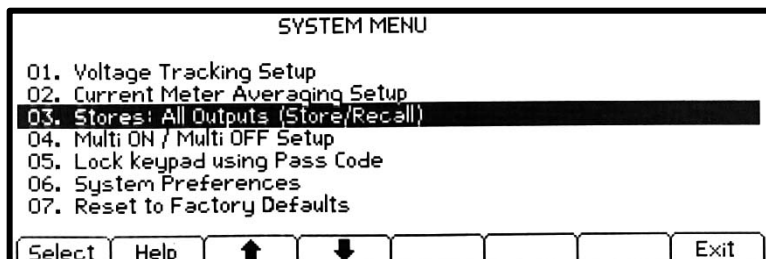 SYSTEM MENU
01. Voltage Tracking Setup
02. Current Meter Averaging Setup
03. Stores: All Outputs (Store/Recall)
04. Multi ON / Multi OFF Setup
05. Lock keypad using Pass Code
06. System Preferences
07. Reset to Factory Defaults
Select Help ↑ ↓ Exit